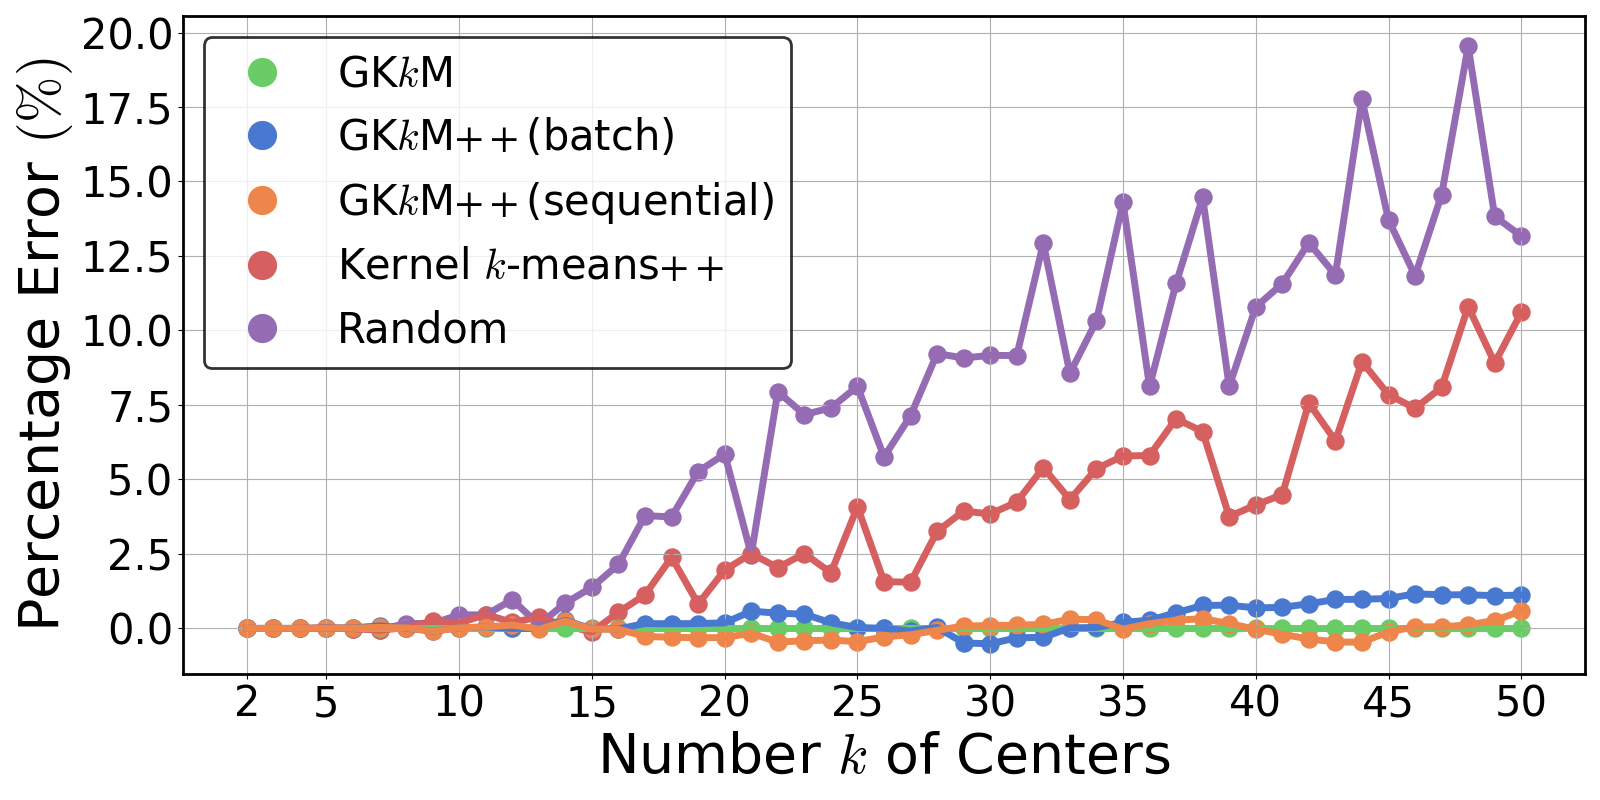 Percentage Error (%)
20.0
17.5
15.0
12.5
10.0
7.5
5.0
2.5
0.0
GKkM
GKkM++(batch)
GKkM++(sequential)
Kernel k-means++
Random
2 5 10 15 20 25 30 35 40 45 50
Number k of Centers